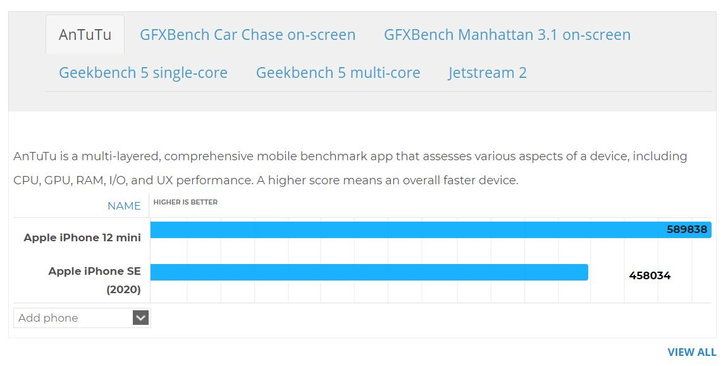 AnTuTu GFXBench Car Chase on-screen GFXBench Manhattan 3.1 on-screen
Geekbench 5 single-core Geekbench 5 multi-core Jetstream 2
AnTuTu is a multi-layered, comprehensive mobile benchmark app that assesses various aspects of a device, including
CPU, GPU, RAM, I/O, and UX performance. A higher score means an overall faster device.
NAME HIGHER IS BETTER
Apple iPhone 12 mini 589838
Apple iPhone SE
(2020) 458034
Add phone
VIEW ALL